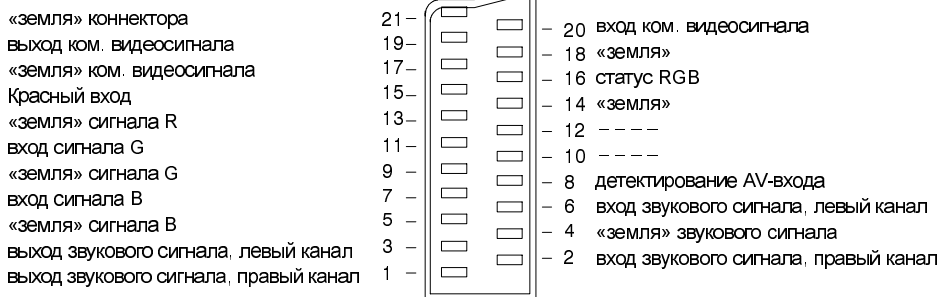 «земля» коннектора 21
выход ком. видеосигнала 19
«земля» ком. видеосигнала 17
Красный вход 15
«земля» сигнала R 13
вход сигнала G 11
«земля» сигнала G 9
вход сигнала B 7
«земля» сигнала B 5
выход звукового сигнала, левый канал 3
выход звукового сигнала, правый канал 1
20 вход ком. видеосигнала
18 «земля»
16 статус RGB
14 «земля»
12 ----
10 ----
8 детектирование AV-входа
6 вход звукового сигнала, левый канал
4 «земля» звукового сигнала
2 вход звукового сигнала, правый канал